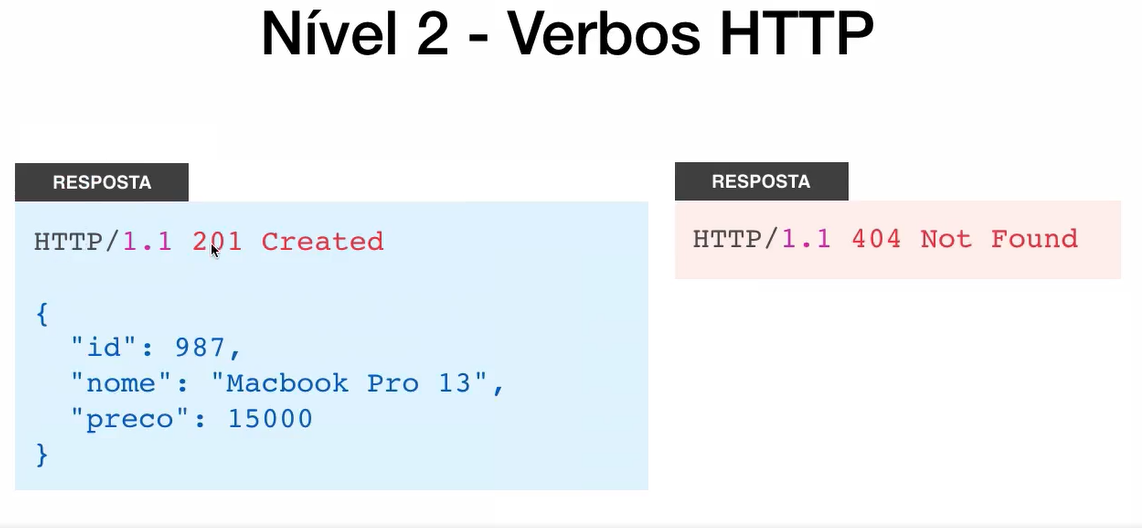 Nível 2 - Verbos HTTP
RESPOSTA
HTTP/1.1 201 Created
{
"id": 987,
"nome": "Macbook Pro 13",
"preco": 15000
}
RESPOSTA
HTTP/1.1 404 Not Found